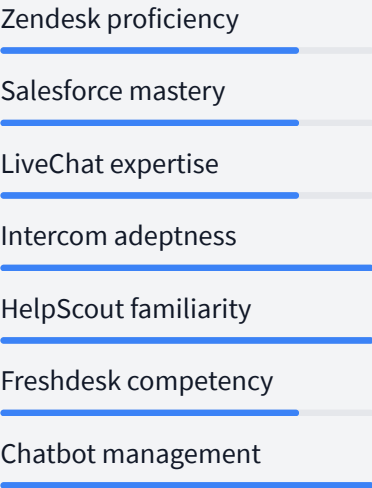 Zendesk proficiency
Salesforce mastery
LiveChat expertise
Intercom adeptness
HelpScout familiarity
Freshdesk competency
Chatbot management